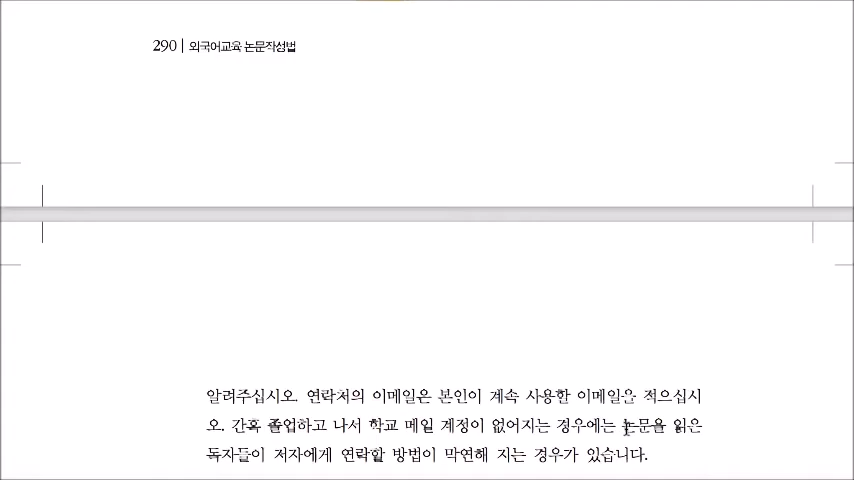 290 | 외국어교육 논문작성법
알려주십시오. 연락처의 이메일은 본인이 계속 사용할 이메일을 적으십시
오. 간혹 졸업하고 나서 학교 메일 계정이 없어지는 경우에는 논문을 읽은
독자들이 저자에게 연락할 방법이 막연해 지는 경우가 있습니다.